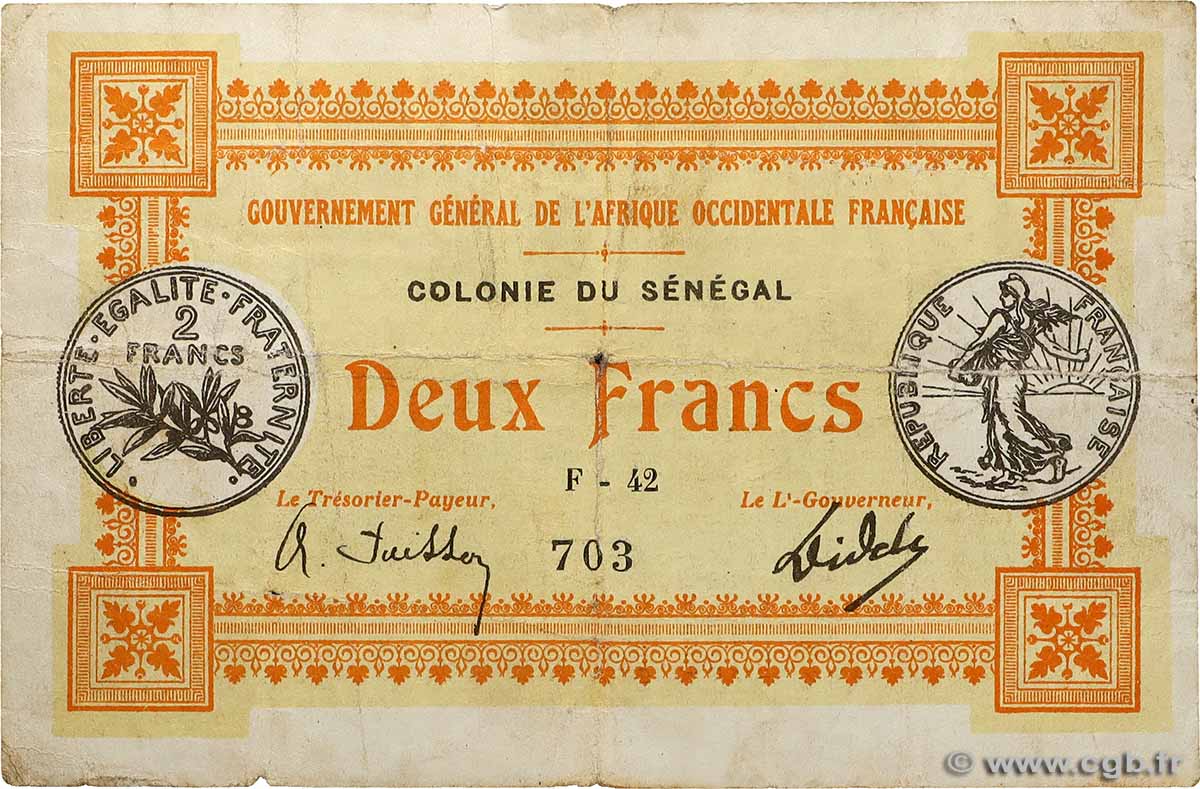 GOUVERNEMENT GÉNÉRAL DE L'AFRIQUE OCCIDENTALE FRANÇAISE
COLONIE DU SÉNÉGAL
LIBERTE·EGALITE·FRATERNITE
2
FRANCS
REPUBLIQUE FRANÇAISE
Deux Francs
F - 42
Le Trésorier-Payeur,
Le Lt-Gouverneur,
703
© www.cgb.fr